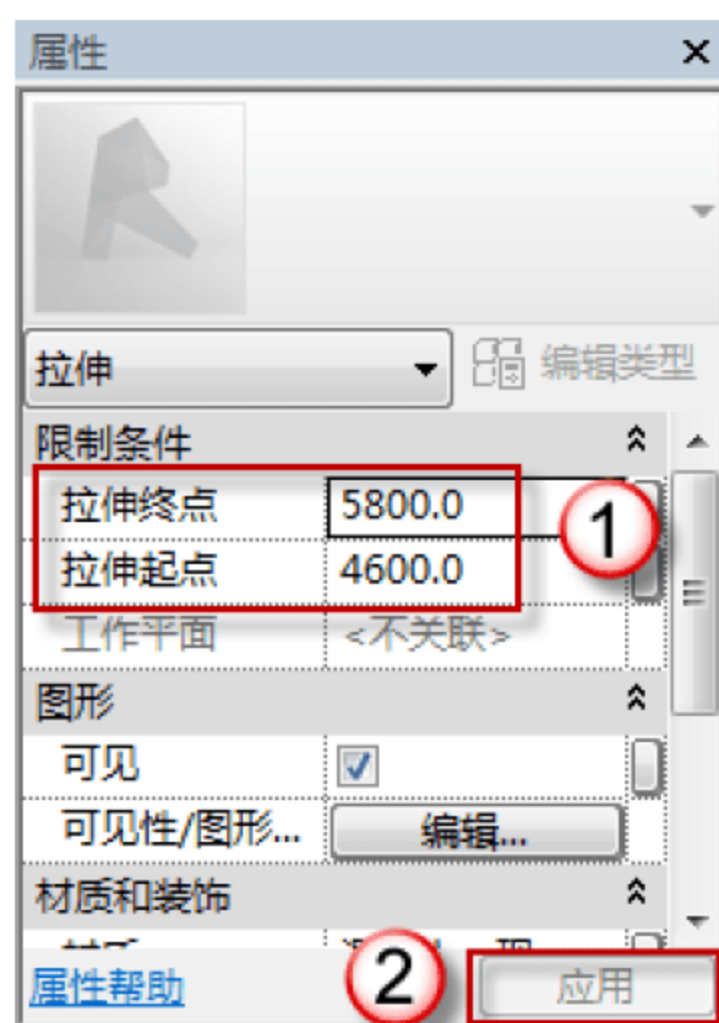 属性
拉伸
编辑类型
限制条件
拉伸终点 5800.0
1
拉伸起点 4600.0
工作平面 <不关联>
图形
可见
可见性/图形... 编辑...
材质和装饰
属性帮助
2
应用